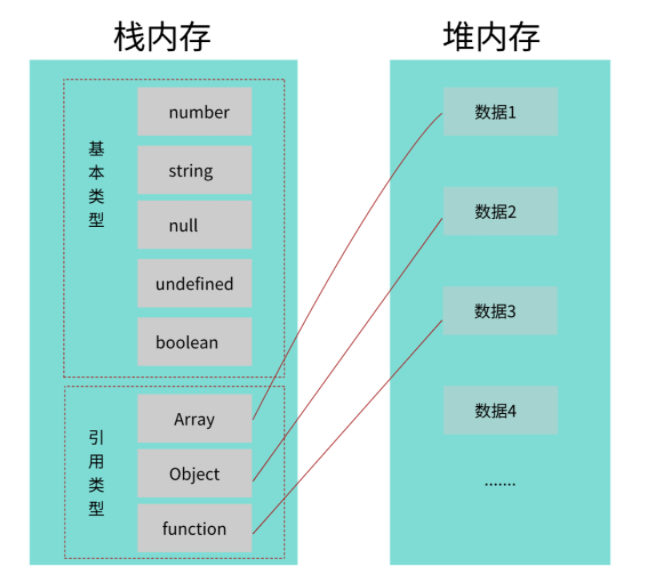 栈内存
堆内存
基本类型
number
string
null
undefined
boolean
引用类型
Array
Object
function
数据1
数据2
数据3
数据4
.......